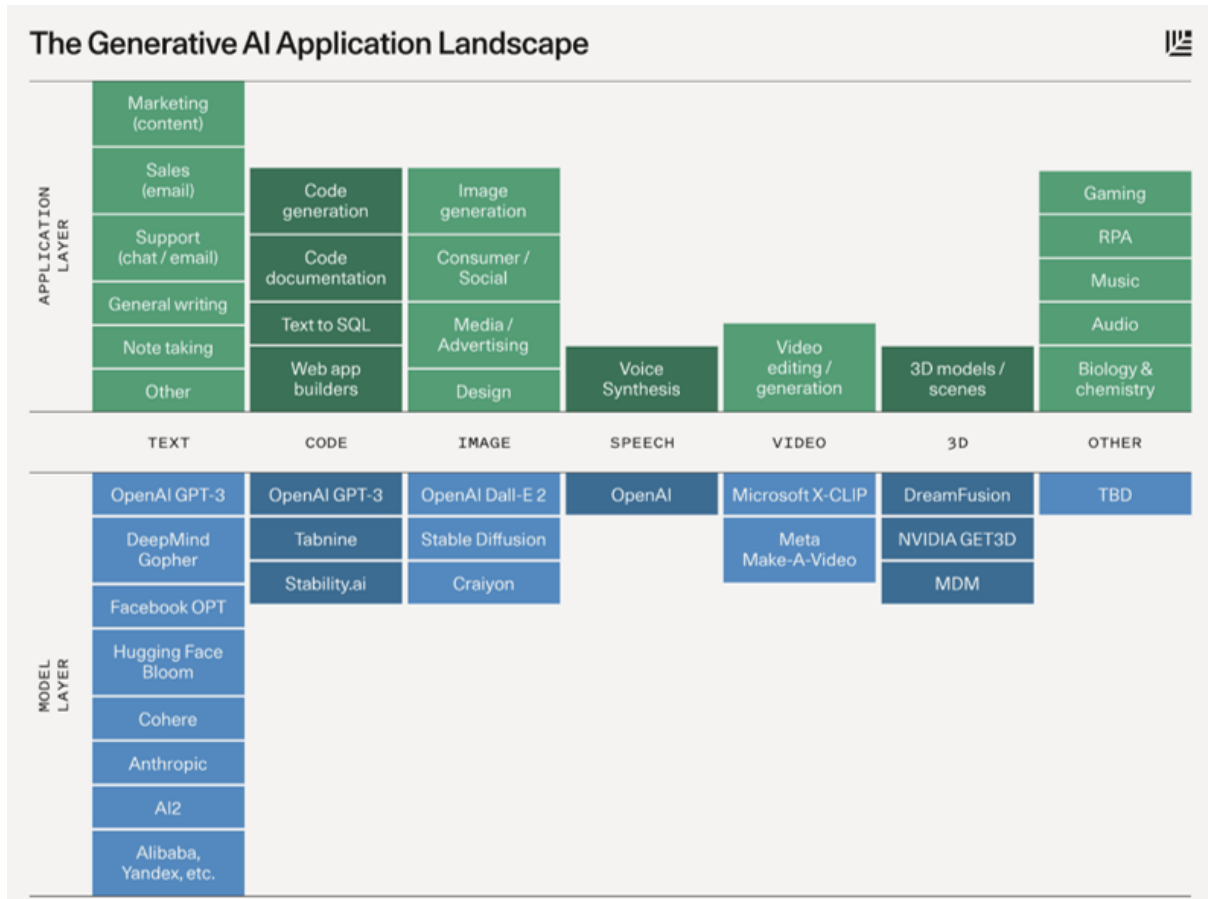 The Generative AI Application Landscape
APPLICATION
LAYER
Marketing
(content)
Sales
(email)
Support
(chat / email)
General writing
Note taking
Other
Code
generation
Code
documentation
Text to SQL
Web app
builders
Image
generation
Consumer /
Social
Media /
Advertising
Design
Voice
Synthesis
Video
editing /
generation
3D models /
scenes
Gaming
RPA
Music
Audio
Biology &
chemistry
TEXT
CODE
IMAGE
SPEECH
VIDEO
3D
OTHER
MODEL
LAYER
OpenAI GPT-3
DeepMind
Gopher
Facebook OPT
Hugging Face
Bloom
Cohere
Anthropic
AI2
Alibaba,
Yandex, etc.
OpenAI GPT-3
Tabnine
Stability.ai
OpenAI Dall-E 2
Stable Diffusion
Craiyon
OpenAI
Microsoft X-CLIP
Meta
Make-A-Video
DreamFusion
NVIDIA GET3D
MDM
TBD